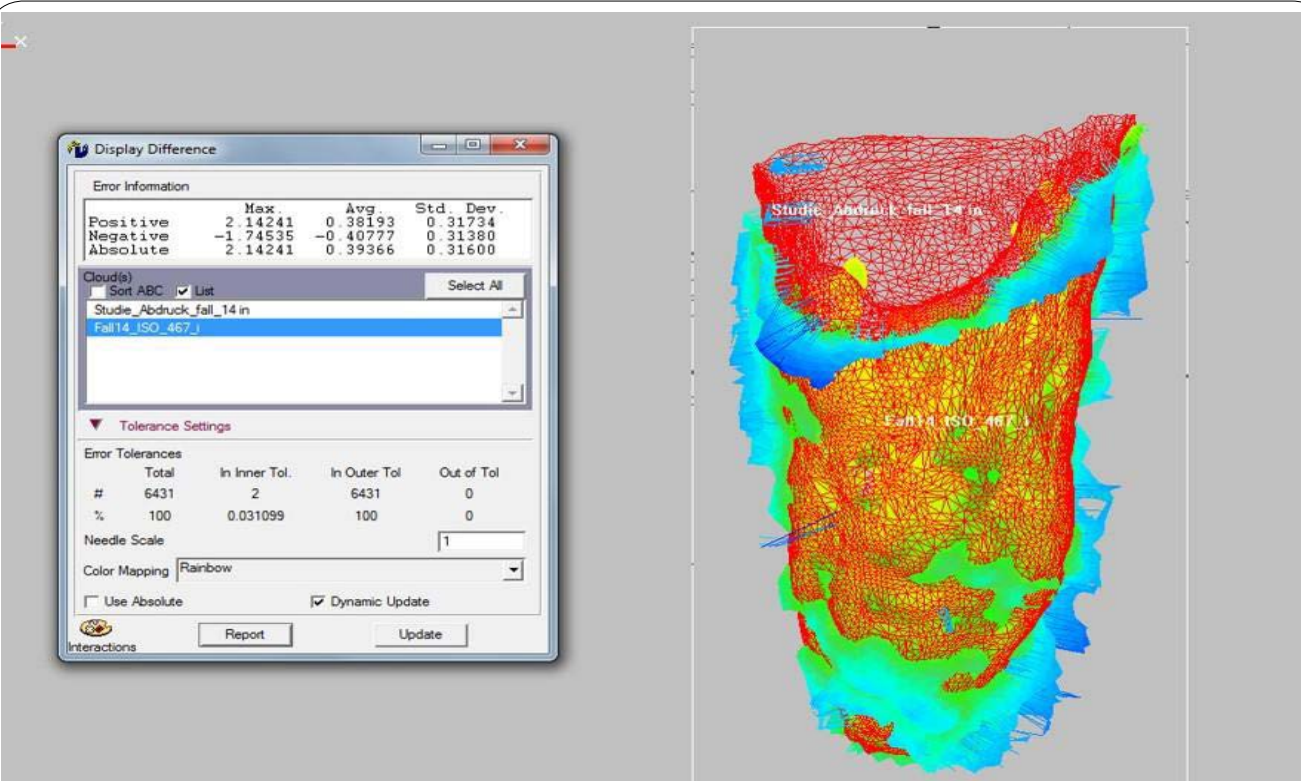 Display Difference
Error Information
Max. Avg. Std. Dev.
Positive 2.14241 0.38193 0.31734
Negative -1.74535 -0.40777 0.31380
Absolute 2.14241 0.39366 0.31600
Cloud(s)
Sort ABC List Select All
Studie_Abdruck_fall_14 in
Fall14_ISO_467_i
Tolerance Settings
Error Tolerances
Total In Inner Tol. In Outer Tol Out of Tol
# 6431 2 6431 0
% 100 0.031099 100 0
Needle Scale 1
Color Mapping Rainbow
Use Absolute Dynamic Update
Interactions Report Update
Studie_Abdruck_fall_14 in
Fall14_ISO_467_i